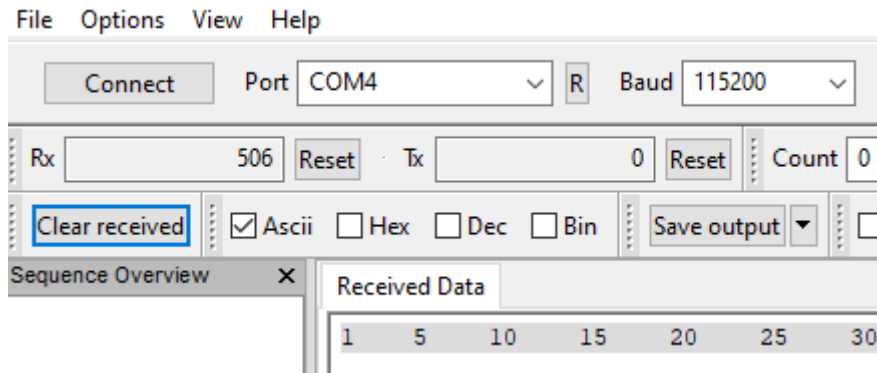 File Options View Help
Connect Port COM4 R Baud 115200
Rx 506 Reset Tx 0 Reset Count 0
Clear received Ascii Hex Dec Bin Save output
Sequence Overview × Received Data
1 5 10 15 20 25 30